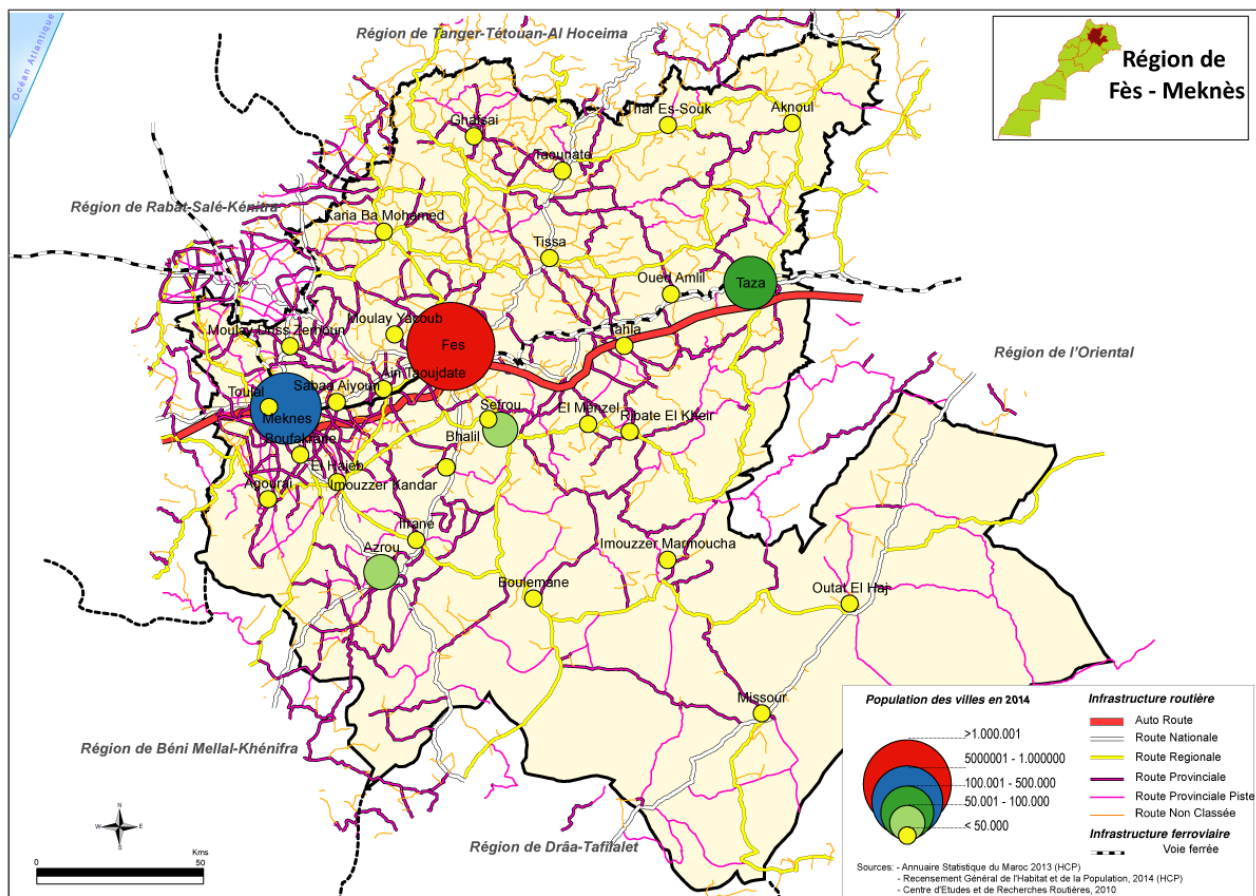 Océan Atlantique
Région de Tanger-Tétouan-Al Hoceima
Région de
Fès - Meknès
Thar Es-Souk
Aknoul
Ghafsai
Taounate
Région de Rabat-Salé-Kénitra
Karia Ba Mohamed
Tissa
Oued Amlil
Taza
Moulay Yacoub
Moulay Driss Zerhoun
Fes
Tahla
Région de l'Oriental
Ain Taoujdate
Sabaa Aiyoun
Toulal
Meknes
Sefrou
El Menzel
Ribate El Kheir
Boufakrane
Bhalil
El Hajeb
Imouzzer Kandar
Agourai
Ifrane
Azrou
Imouzzer Marmoucha
Boulemane
Outat El Haj
Missour
Région de Béni Mellal-Khénifra
Région de Drâa-Tafilalet
N
W
E
S
Kms
0
50
Population des villes en 2014
>1.000.001
5000001 - 1.000000
100.001 - 500.000
50.001 - 100.000
< 50.000
Infrastructure routière
Auto Route
Route Nationale
Route Regionale
Route Provinciale
Route Provinciale Piste
Route Non Classée
Infrastructure ferroviaire
Voie ferrée
Sources: - Annuaire Statistique du Maroc 2013 (HCP)
- Recensement Général de l'Habitat et de la Population, 2014 (HCP)
- Centre d'Etudes et de Recherches Routières, 2010